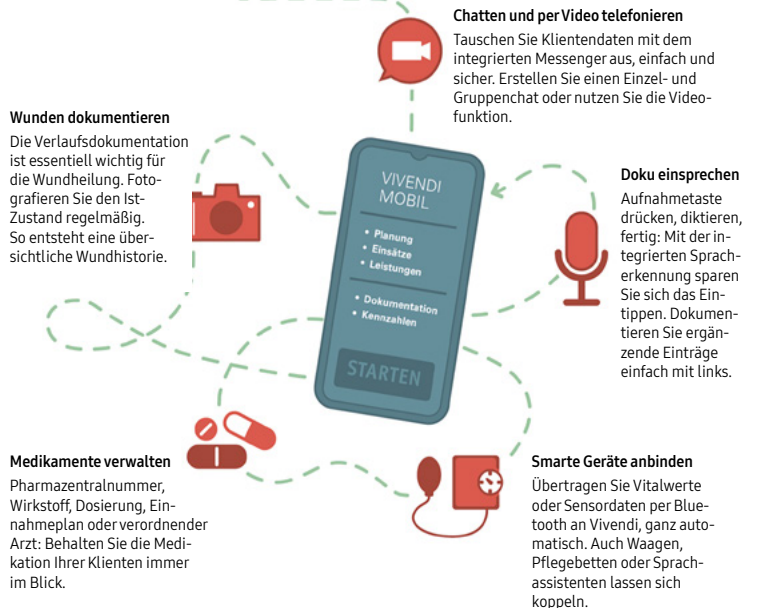 Chatten und per Video telefonieren
Tauschen Sie Klientendaten mit dem
integrierten Messenger aus, einfach und
sicher. Erstellen Sie einen Einzel- und
Gruppenchat oder nutzen Sie die Video-
funktion.
Wunden dokumentieren
Die Verlaufsdokumentation
ist essentiell wichtig für
die Wundheilung. Foto-
grafieren Sie den Ist-
Zustand regelmäßig.
So entsteht eine über-
sichtliche Wundhistorie.
VIVENDI
MOBIL
• Planung
• Einsätze
• Leistungen
• Dokumentation
• Kennzahlen
STARTEN
Doku einsprechen
Aufnahmetaste
drücken, diktieren,
fertig: Mit der in-
tegrierten Sprach-
erkennung sparen
Sie sich das Ein-
tippen. Dokumen-
tieren Sie ergän-
zende Einträge
einfach mit links.
Medikamente verwalten
Pharmazentralnummer,
Wirkstoff, Dosierung, Ein-
nahmeplan oder verordnender
Arzt: Behalten Sie die Medi-
kation Ihrer Klienten immer
im Blick.
Smarte Geräte anbinden
Übertragen Sie Vitalwerte
oder Sensordaten per Blue-
tooth an Vivendi, ganz auto-
matisch. Auch Waagen,
Pflegebetten oder Sprach-
assistenten lassen sich
koppeln.